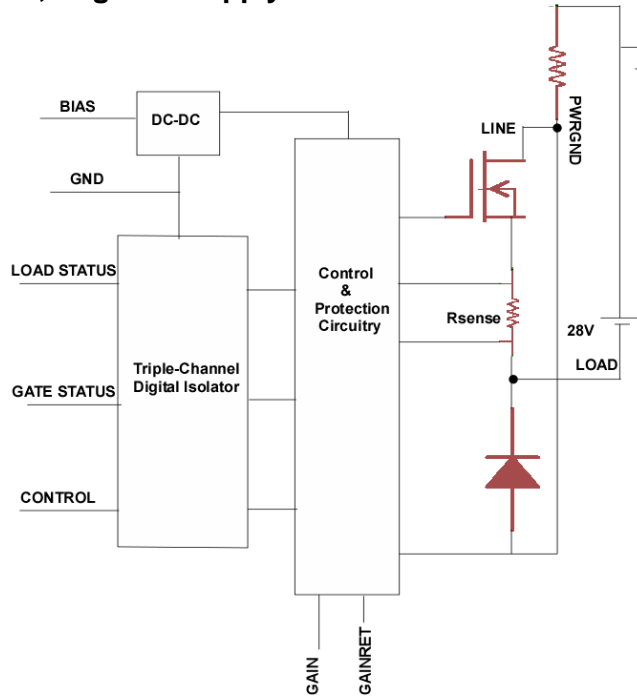 BIAS
DC-DC
LINE
PWRGND
GND
LOAD STATUS
Control
&
Protection
Circuitry
Rsense
28V
LOAD
Triple-Channel
Digital Isolator
GATE STATUS
CONTROL
GAIN
GAINRET